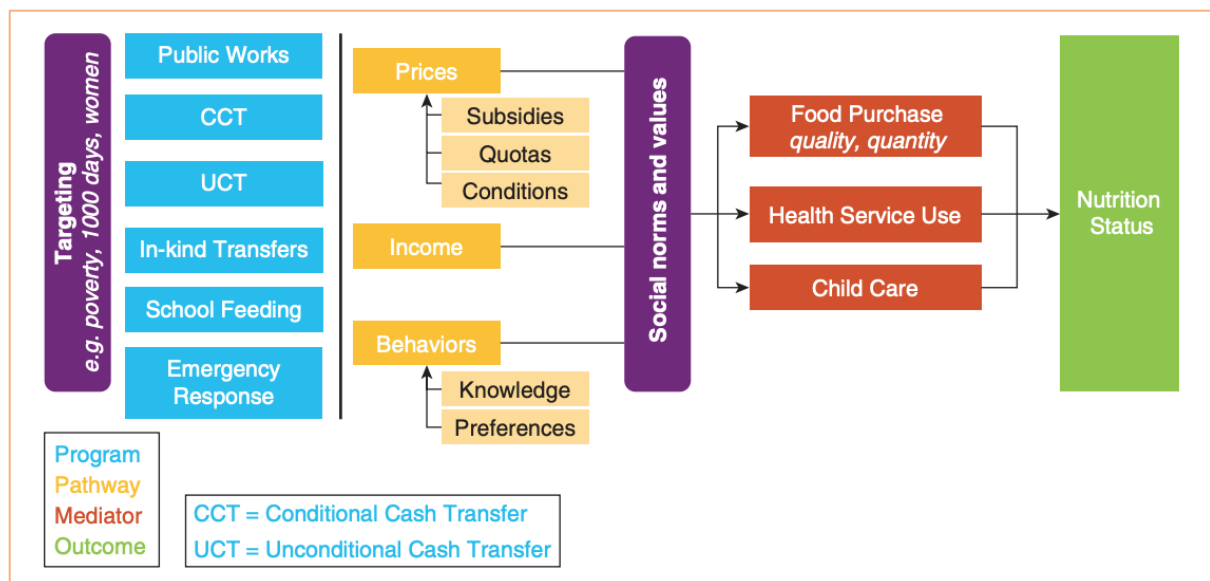 Targeting
e.g. poverty, 1000 days, women
Public Works
CCT
UCT
In-kind Transfers
School Feeding
Emergency
Response
Prices
Subsidies
Quotas
Conditions
Income
Behaviors
Knowledge
Preferences
Social norms and values
Food Purchase
quality, quantity
Health Service Use
Child Care
Nutrition
Status
Program
Pathway
Mediator
Outcome
CCT = Conditional Cash Transfer
UCT = Unconditional Cash Transfer